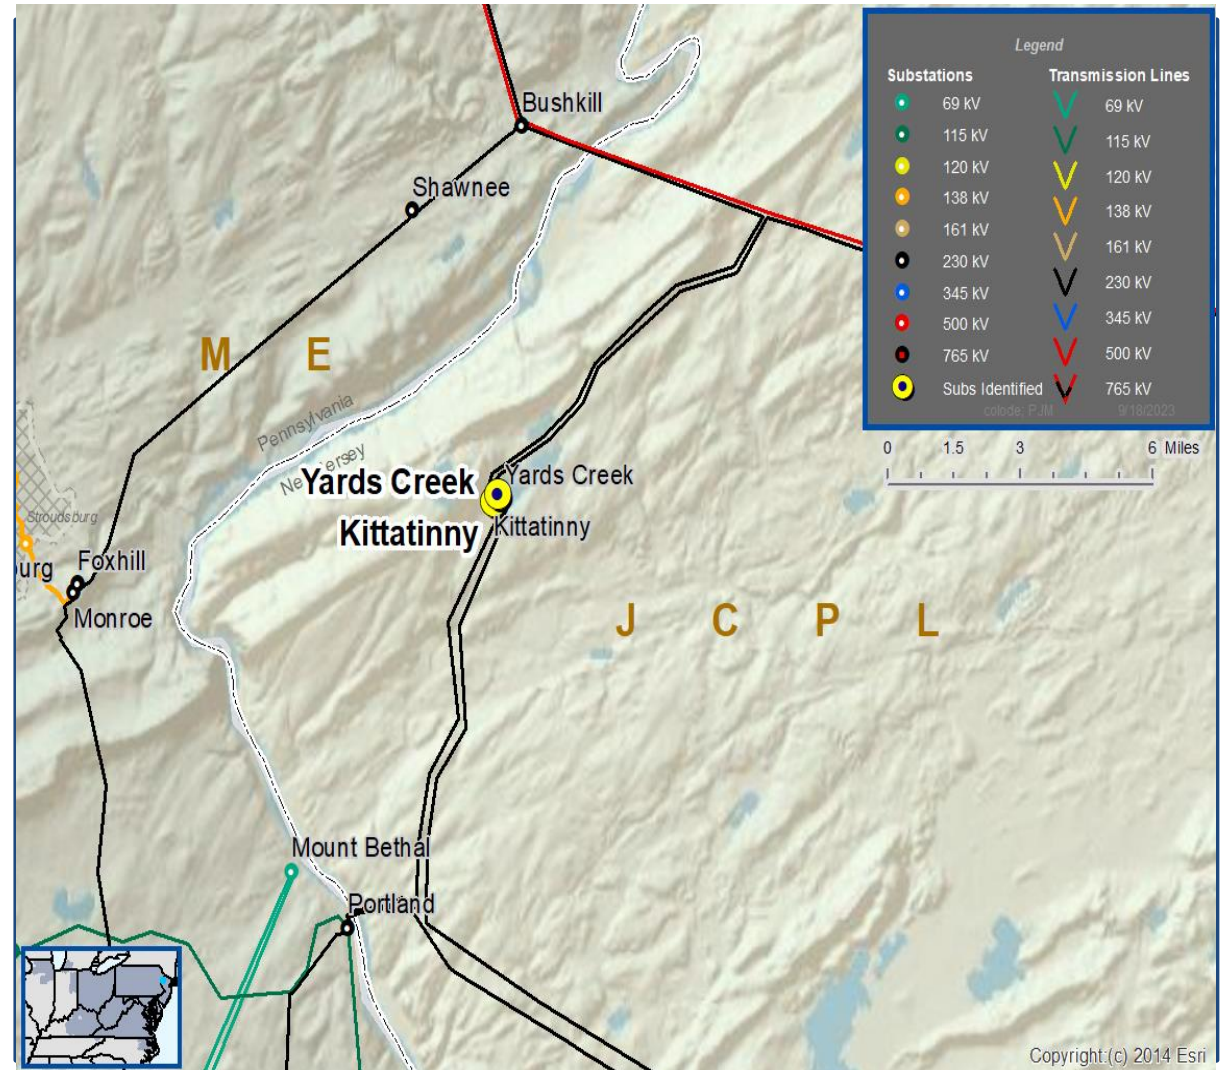 Legend
Substations
Transmission Lines
69 kV
69 kV
115 kV
115 kV
120 kV
120 kV
138 kV
138 kV
161 kV
161 kV
230 kV
230 kV
345 kV
345 kV
500 kV
500 kV
765 kV
765 kV
Subs Identified
colode, PJM
9/18/2023
0 1.5 3 6 Miles
Bushkill
Shawnee
M E
Pennsylvania
Yards Creek
Yards Creek
Kittatinny
Kittatinny
Stroudsburg
urg
Foxhill
Monroe
J C P L
Mount Bethal
Portland
Copyright:(c) 2014 Esri